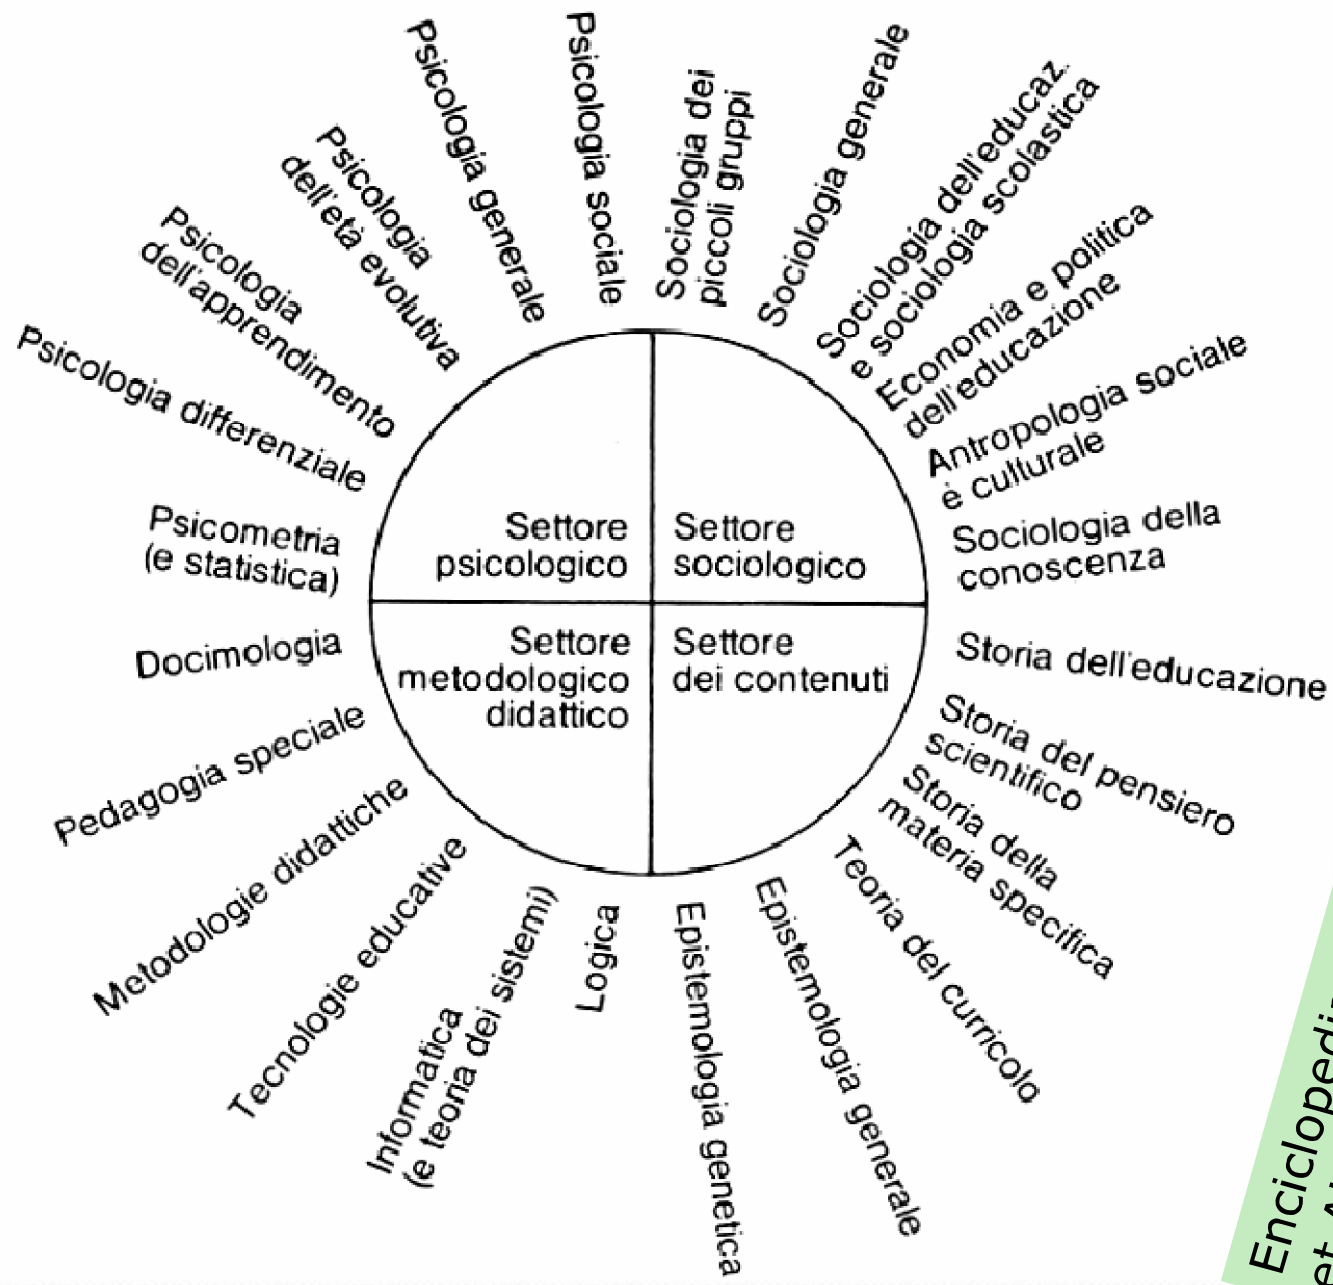 Psicologia sociale
Psicologia generale
Psicologia
dell'età evolutiva
Psicologia
dell'apprendimento
Psicologia differenziale
Psicometria
(e statistica)
Settore
psicologico
Sociologia dei
piccoli gruppi
Sociologia generale
Sociologia dell'educaz.
e sociologia scolastica
Economia e politica
dell'educazione
Antropologia sociale
e culturale
Sociologia della
conoscenza
Settore
sociologico
Settore
metodologico
didattico
Docimologia
Pedagogia speciale
Metodologie didattiche
Tecnologie educative
Informatica
(e teoria dei sistemi)
Logica
Settore
dei contenuti
Storia dell'educazione
Storia del pensiero
scientifico
Storia della
materia specifica
Teoria del curricolo
Epistemologia generale
Epistemologia genetica